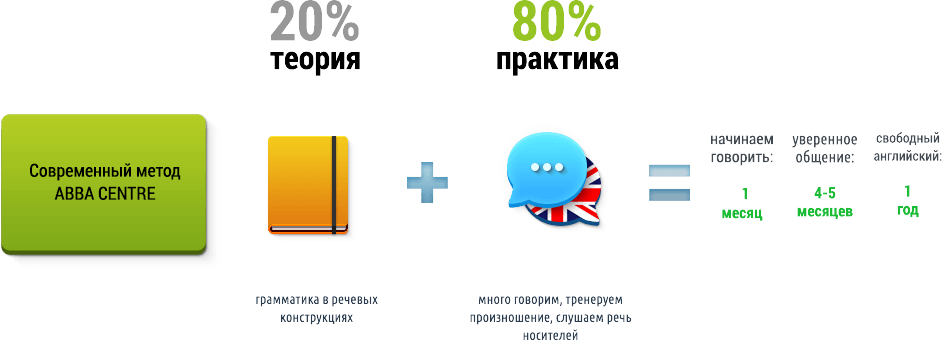 20%
теория
80%
практика
Современный метод
ABBA CENTRE
начинаем
говорить:
1
месяц
уверенное
общение:
4-5
месяцев
свободный
английский:
1
год
грамматика в речевых
конструкциях
много говорим, тренеруем
произношение, слушаем речь
носителей